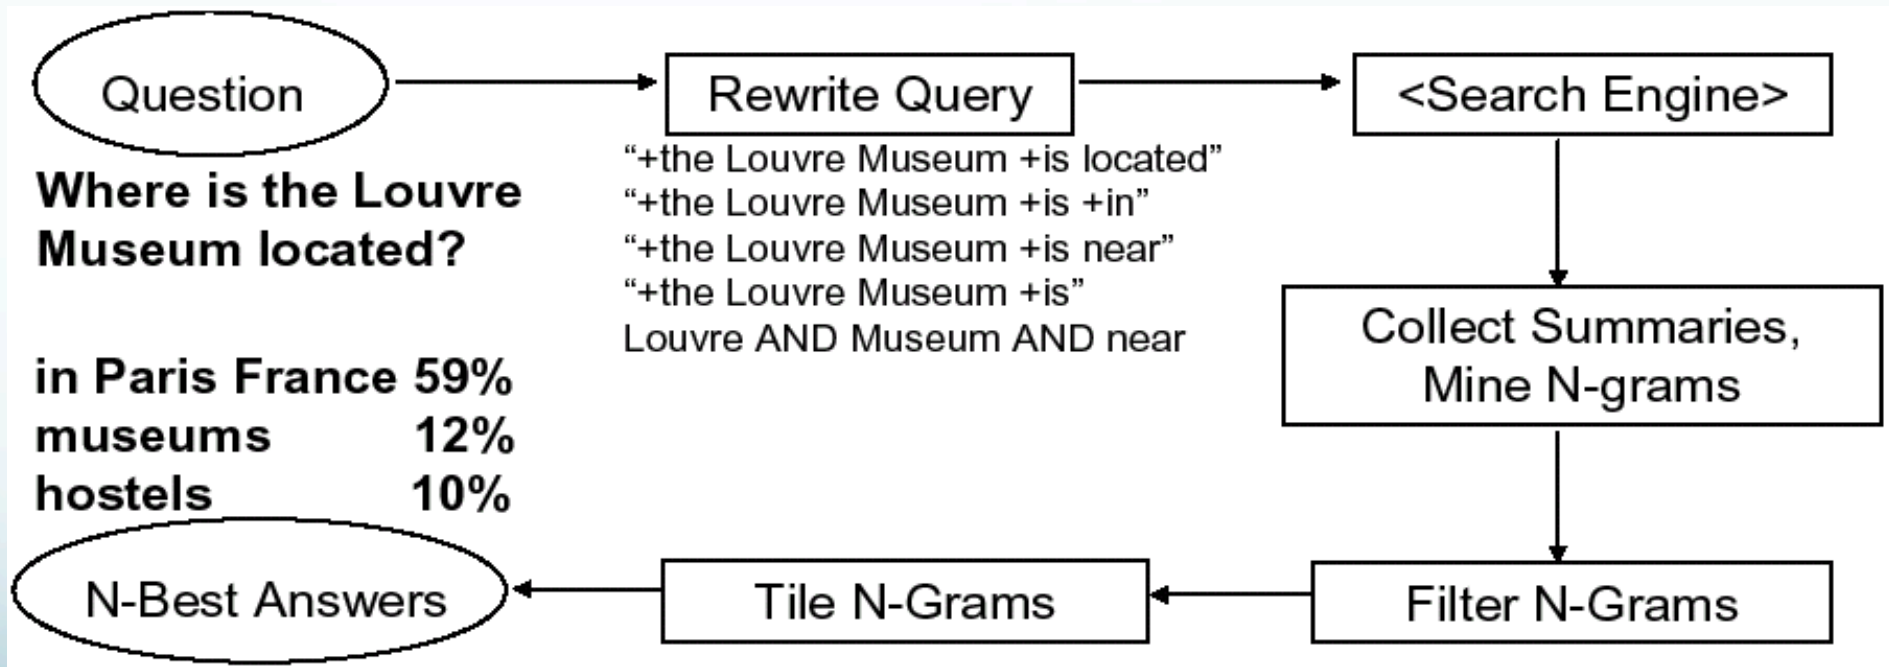 Question
Rewrite Query
<Search Engine>
Where is the Louvre
Museum located?
“+the Louvre Museum +is located”
“+the Louvre Museum +is +in”
“+the Louvre Museum +is near”
“+the Louvre Museum +is”
Louvre AND Museum AND near
Collect Summaries,
Mine N-grams
in Paris France 59%
museums 12%
hostels 10%
N-Best Answers
Tile N-Grams
Filter N-Grams